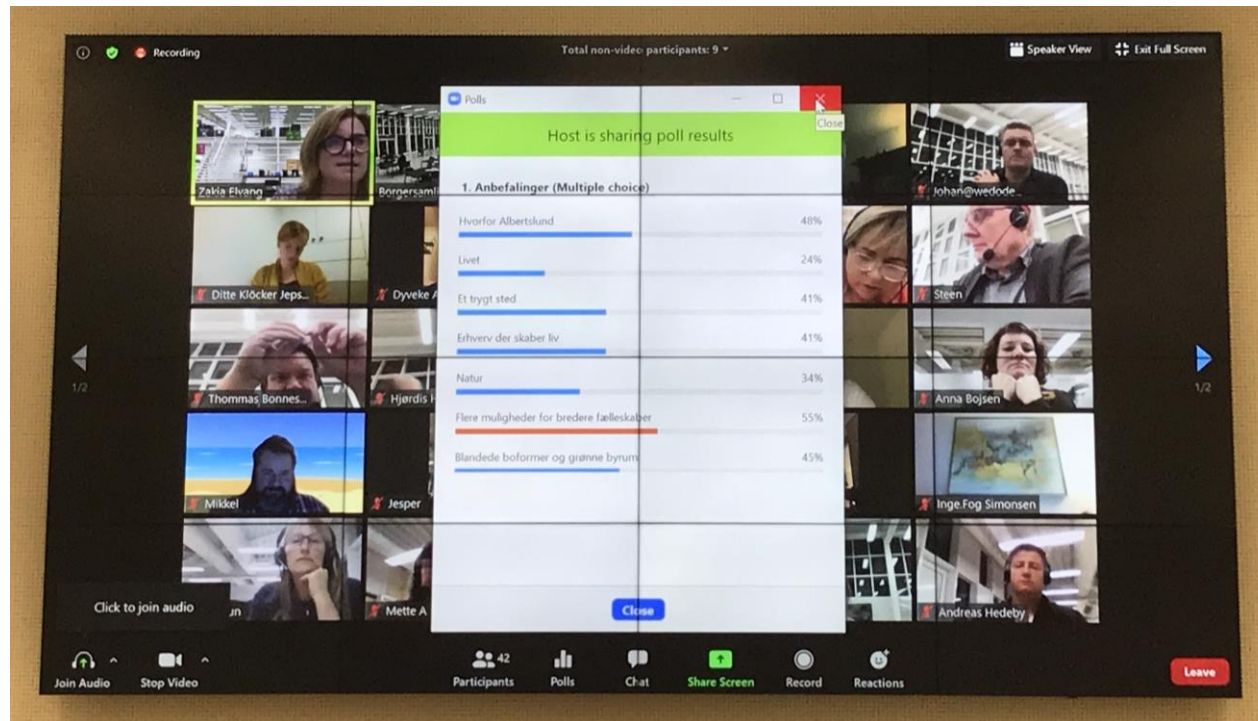 Recording
Total non-video participants: 9
Speaker View
Exit Full Screen
Polls
Close
Host is sharing poll results
Zakia Elvang
Borgersamli
Johan@wedode...
1. Anbefalinger (Multiple choice)
Hvorfor Albertslund 48%
Livet 24%
Et trygt sted 41%
Erhverv der skaber liv 41%
Natur 34%
Flere muligheder for bredere fælleskaber 55%
Blandede boformer og grønne byrum 45%
Ditte Klöcker Jeps...
Dyveke
Steen
1/2
1/2
Thommas Bonnes...
Hjørdis
Anna Bojsen
Mikkel
Jesper
Inge Fog Simonsen
Click to join audio
un
Mette A
Close
Andreas Hedeby
Join Audio
Stop Video
42
Participants
Polls
Chat
Share Screen
Record
Reactions
Leave